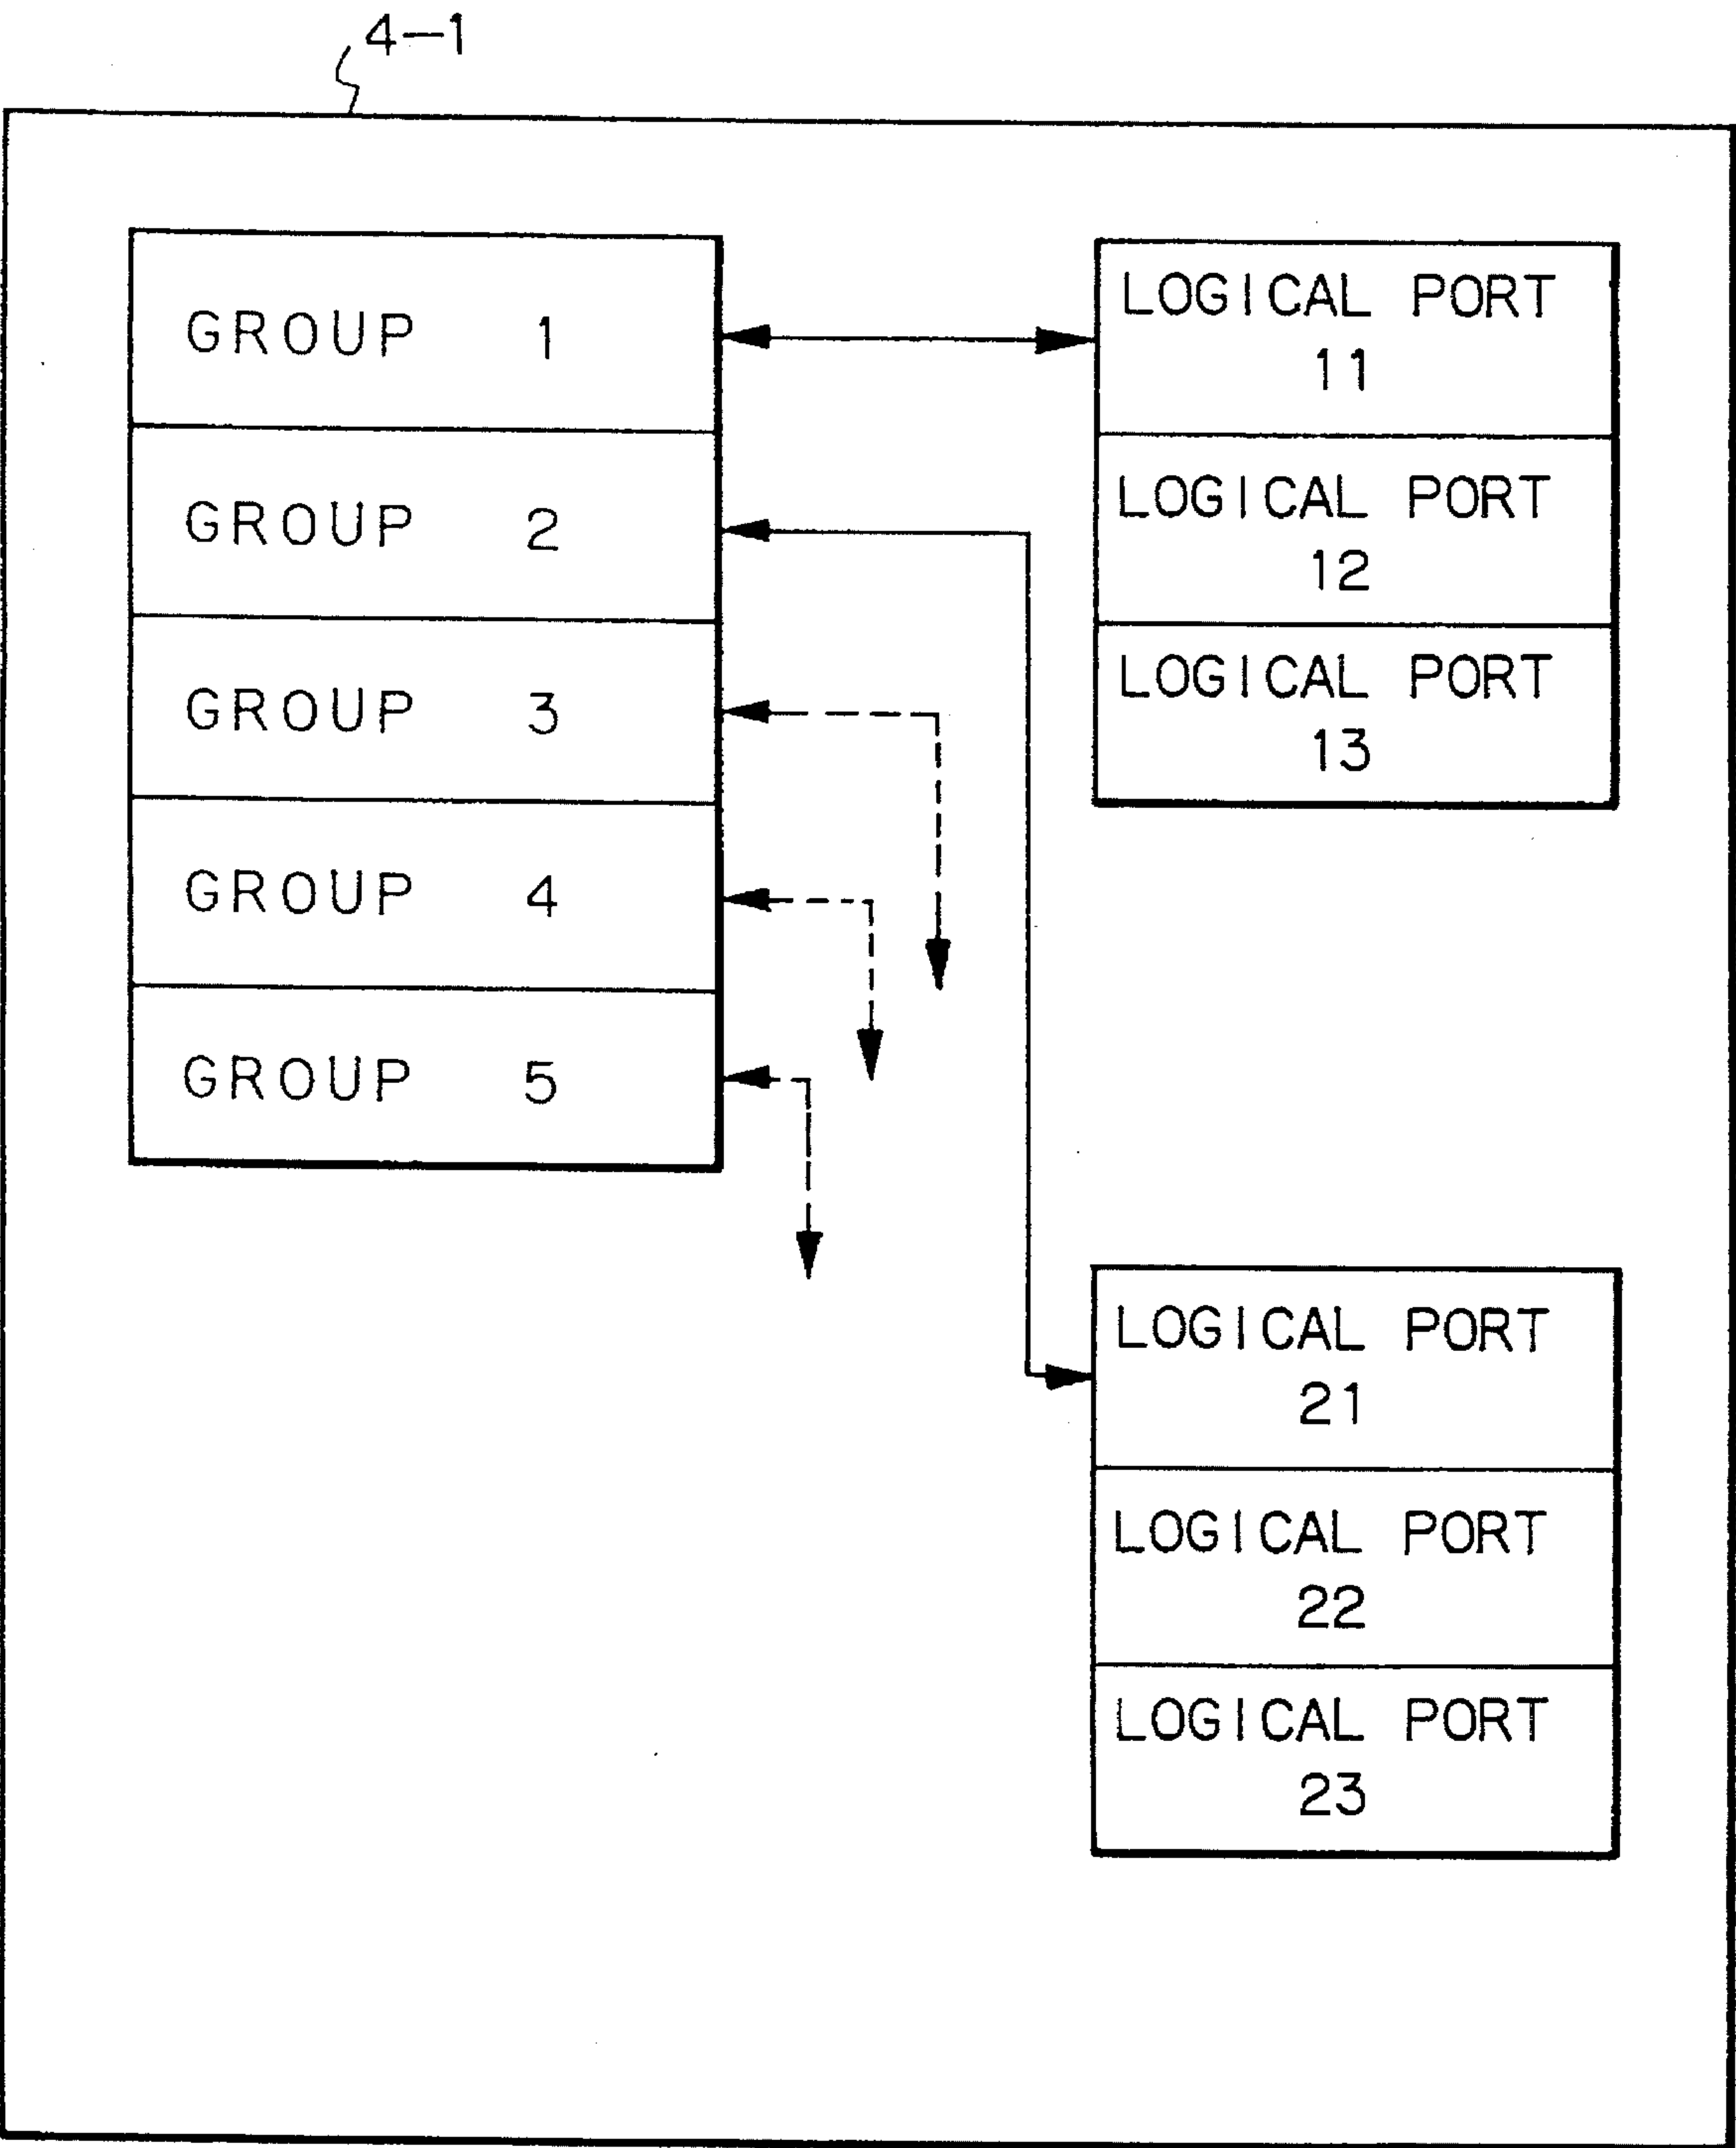 4-1
GROUP 1
GROUP 2
GROUP 3
GROUP 4
GROUP 5
LOGICAL PORT
11
LOGICAL PORT
12
LOGICAL PORT
13
LOGICAL PORT
21
LOGICAL PORT
22
LOGICAL PORT
23